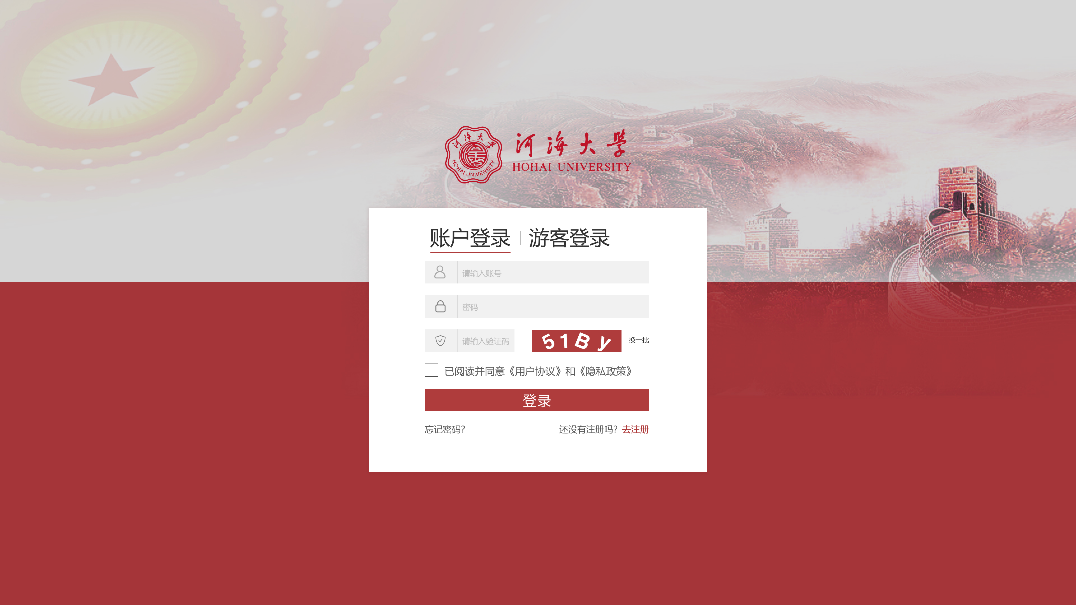 河海大學
HOHAI UNIVERSITY
账户登录 游客登录
请输入账号
密码
请输入验证码 51By 换一批
已阅读并同意《用户协议》和《隐私政策》
登录
忘记密码? 还没有注册吗? 去注册